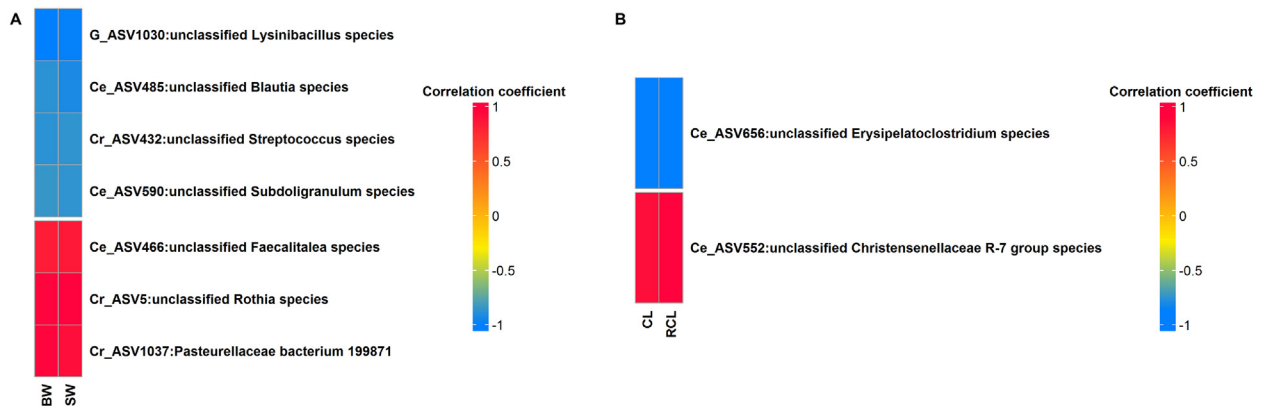 A
G_ASV1030:unclassified Lysinibacillus species
Ce_ASV485:unclassified Blautia species
Cr_ASV432:unclassified Streptococcus species
Ce_ASV590:unclassified Subdoligranulum species
Ce_ASV466:unclassified Faecalitalea species
Cr_ASV5:unclassified Rothia species
Cr_ASV1037:Pasteurellaceae bacterium 199871
BW
SW
Correlation coefficient
1
0.5
0
-0.5
-1
B
Ce_ASV656:unclassified Erysipelatoclostridium species
Ce_ASV552:unclassified Christensenellaceae R-7 group species
CL
RCL
Correlation coefficient
1
0.5
0
-0.5
-1